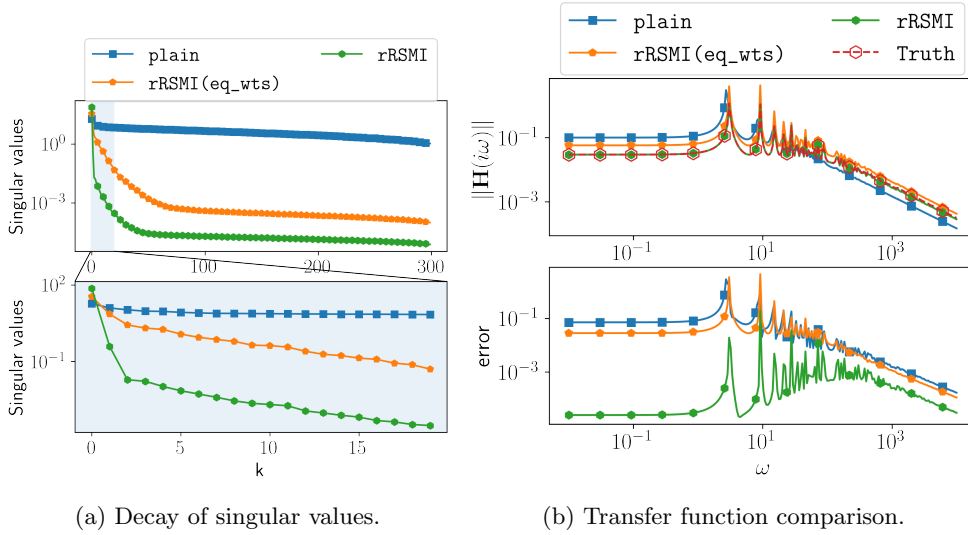 plain
rRSMI
rRSMI(eq_wts)
Singular values
10^0
10^{-3}
0
100
200
300
Singular values
10^2
10^{-1}
0
5
10
15
k
(a) Decay of singular values.
plain
rRSMI
rRSMI(eq_wts)
Truth
||H(iω)||
10^{-1}
10^{-3}
10^{-1}
10^1
10^3
error
10^{-1}
10^{-3}
10^{-1}
10^1
10^3
ω
(b) Transfer function comparison.